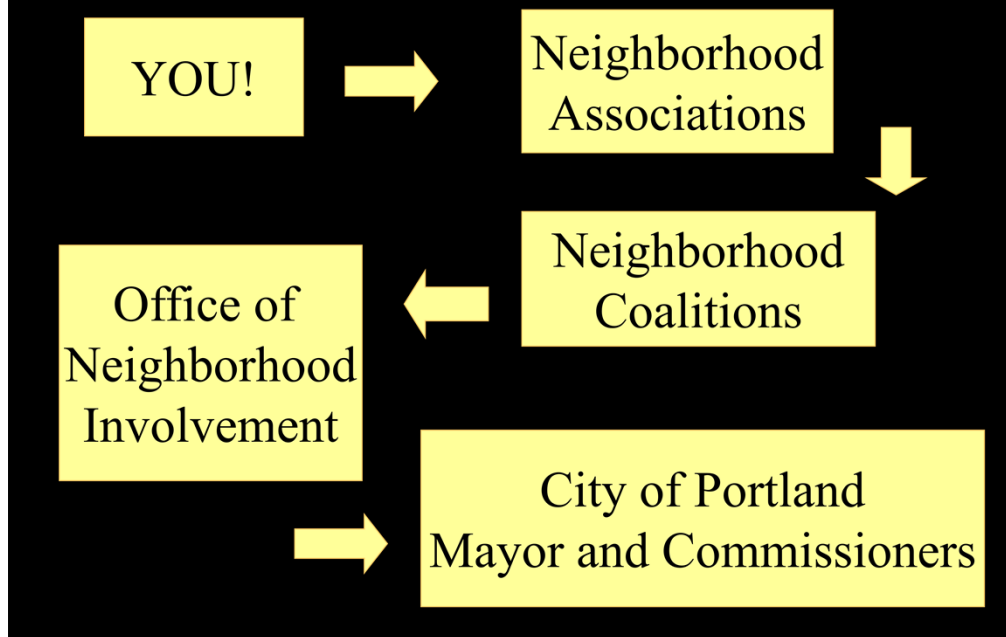 YOU!
Neighborhood
Associations
Neighborhood
Coalitions
Office of
Neighborhood
Involvement
City of Portland
Mayor and Commissioners